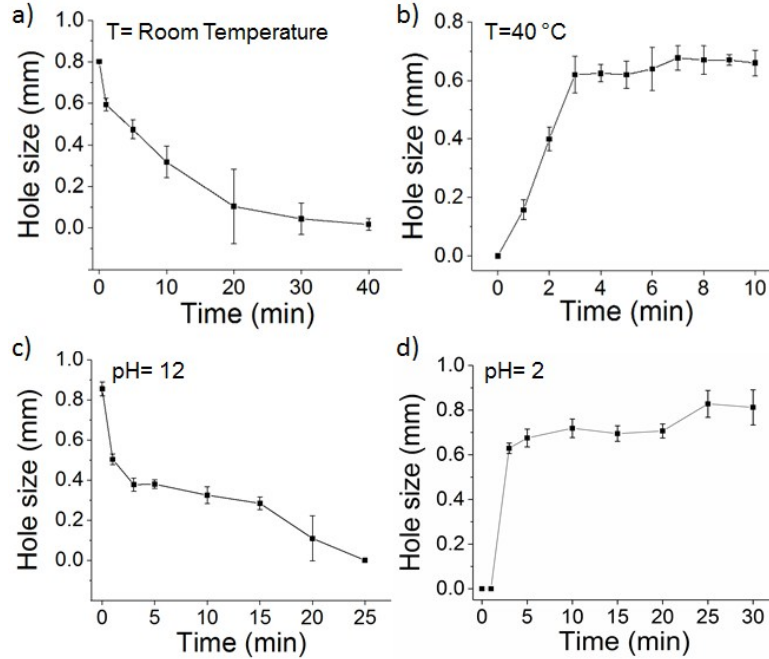 a)
T= Room Temperature
Hole size (mm)
1.0
0.8
0.6
0.4
0.2
0.0
0 10 20 30 40
Time (min)
b)
T=40 °C
Hole size (mm)
0.8
0.6
0.4
0.2
0.0
0 2 4 6 8 10
Time (min)
c)
pH= 12
Hole size (mm)
1.0
0.8
0.6
0.4
0.2
0.0
0 5 10 15 20 25
Time (min)
d)
pH= 2
Hole size (mm)
1.0
0.8
0.6
0.4
0.2
0.0
0 5 10 15 20 25 30
Time (min)